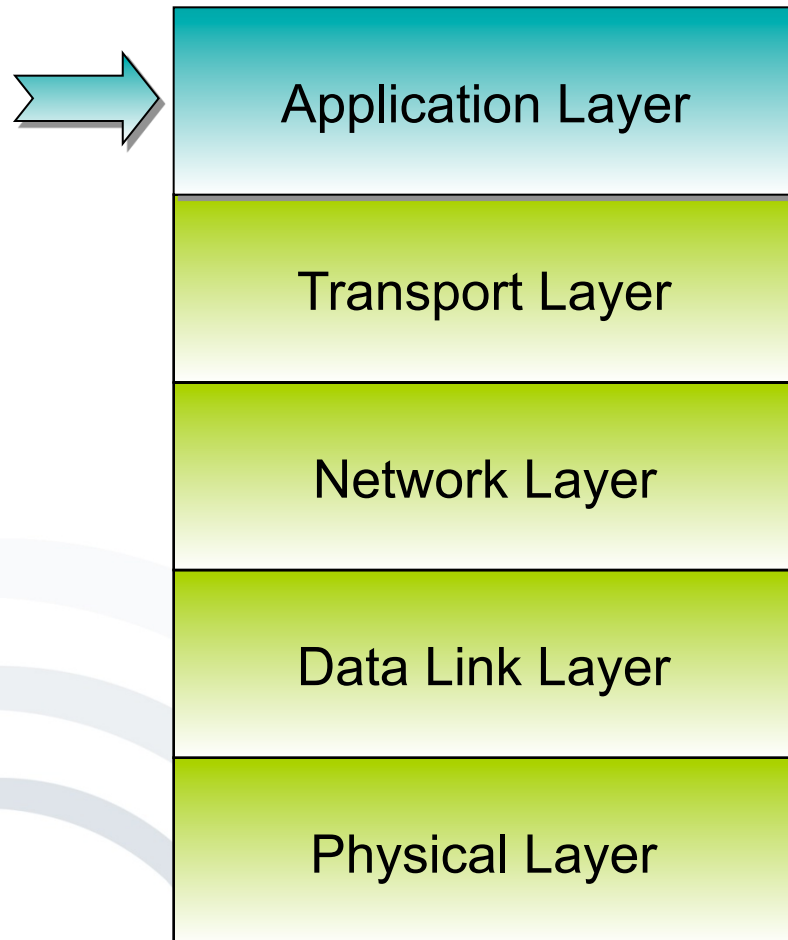 Application Layer
Transport Layer
Network Layer
Data Link Layer
Physical Layer